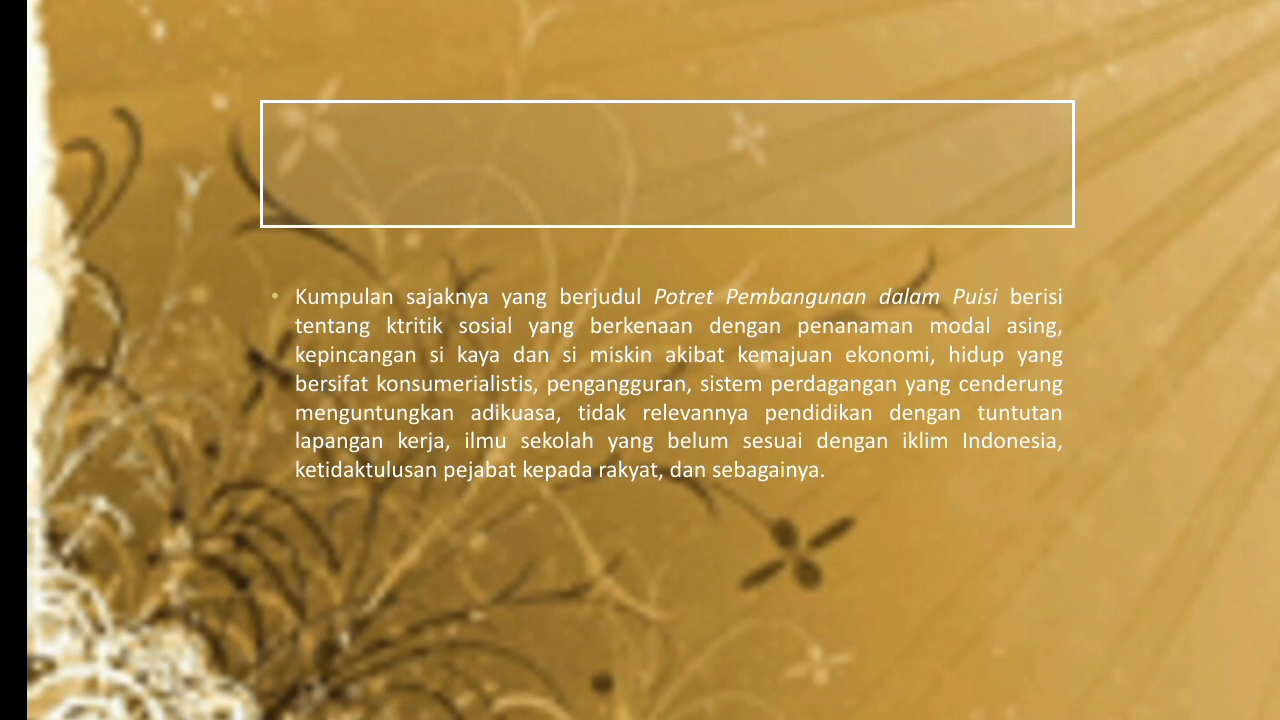 • Kumpulan sajaknya yang berjudul Potret Pembangunan dalam Puisi berisi
tentang ktritik sosial yang berkenaan dengan penanaman modal asing,
kepincangan si kaya dan si miskin akibat kemajuan ekonomi, hidup yang
bersifat konsumerialistis, pengangguran, sistem perdagangan yang cenderung
menguntungkan adikuasa, tidak relevannya pendidikan dengan tuntutan
lapangan kerja, ilmu sekolah yang belum sesuai dengan iklim Indonesia,
ketidaktulusan pejabat kepada rakyat, dan sebagainya.